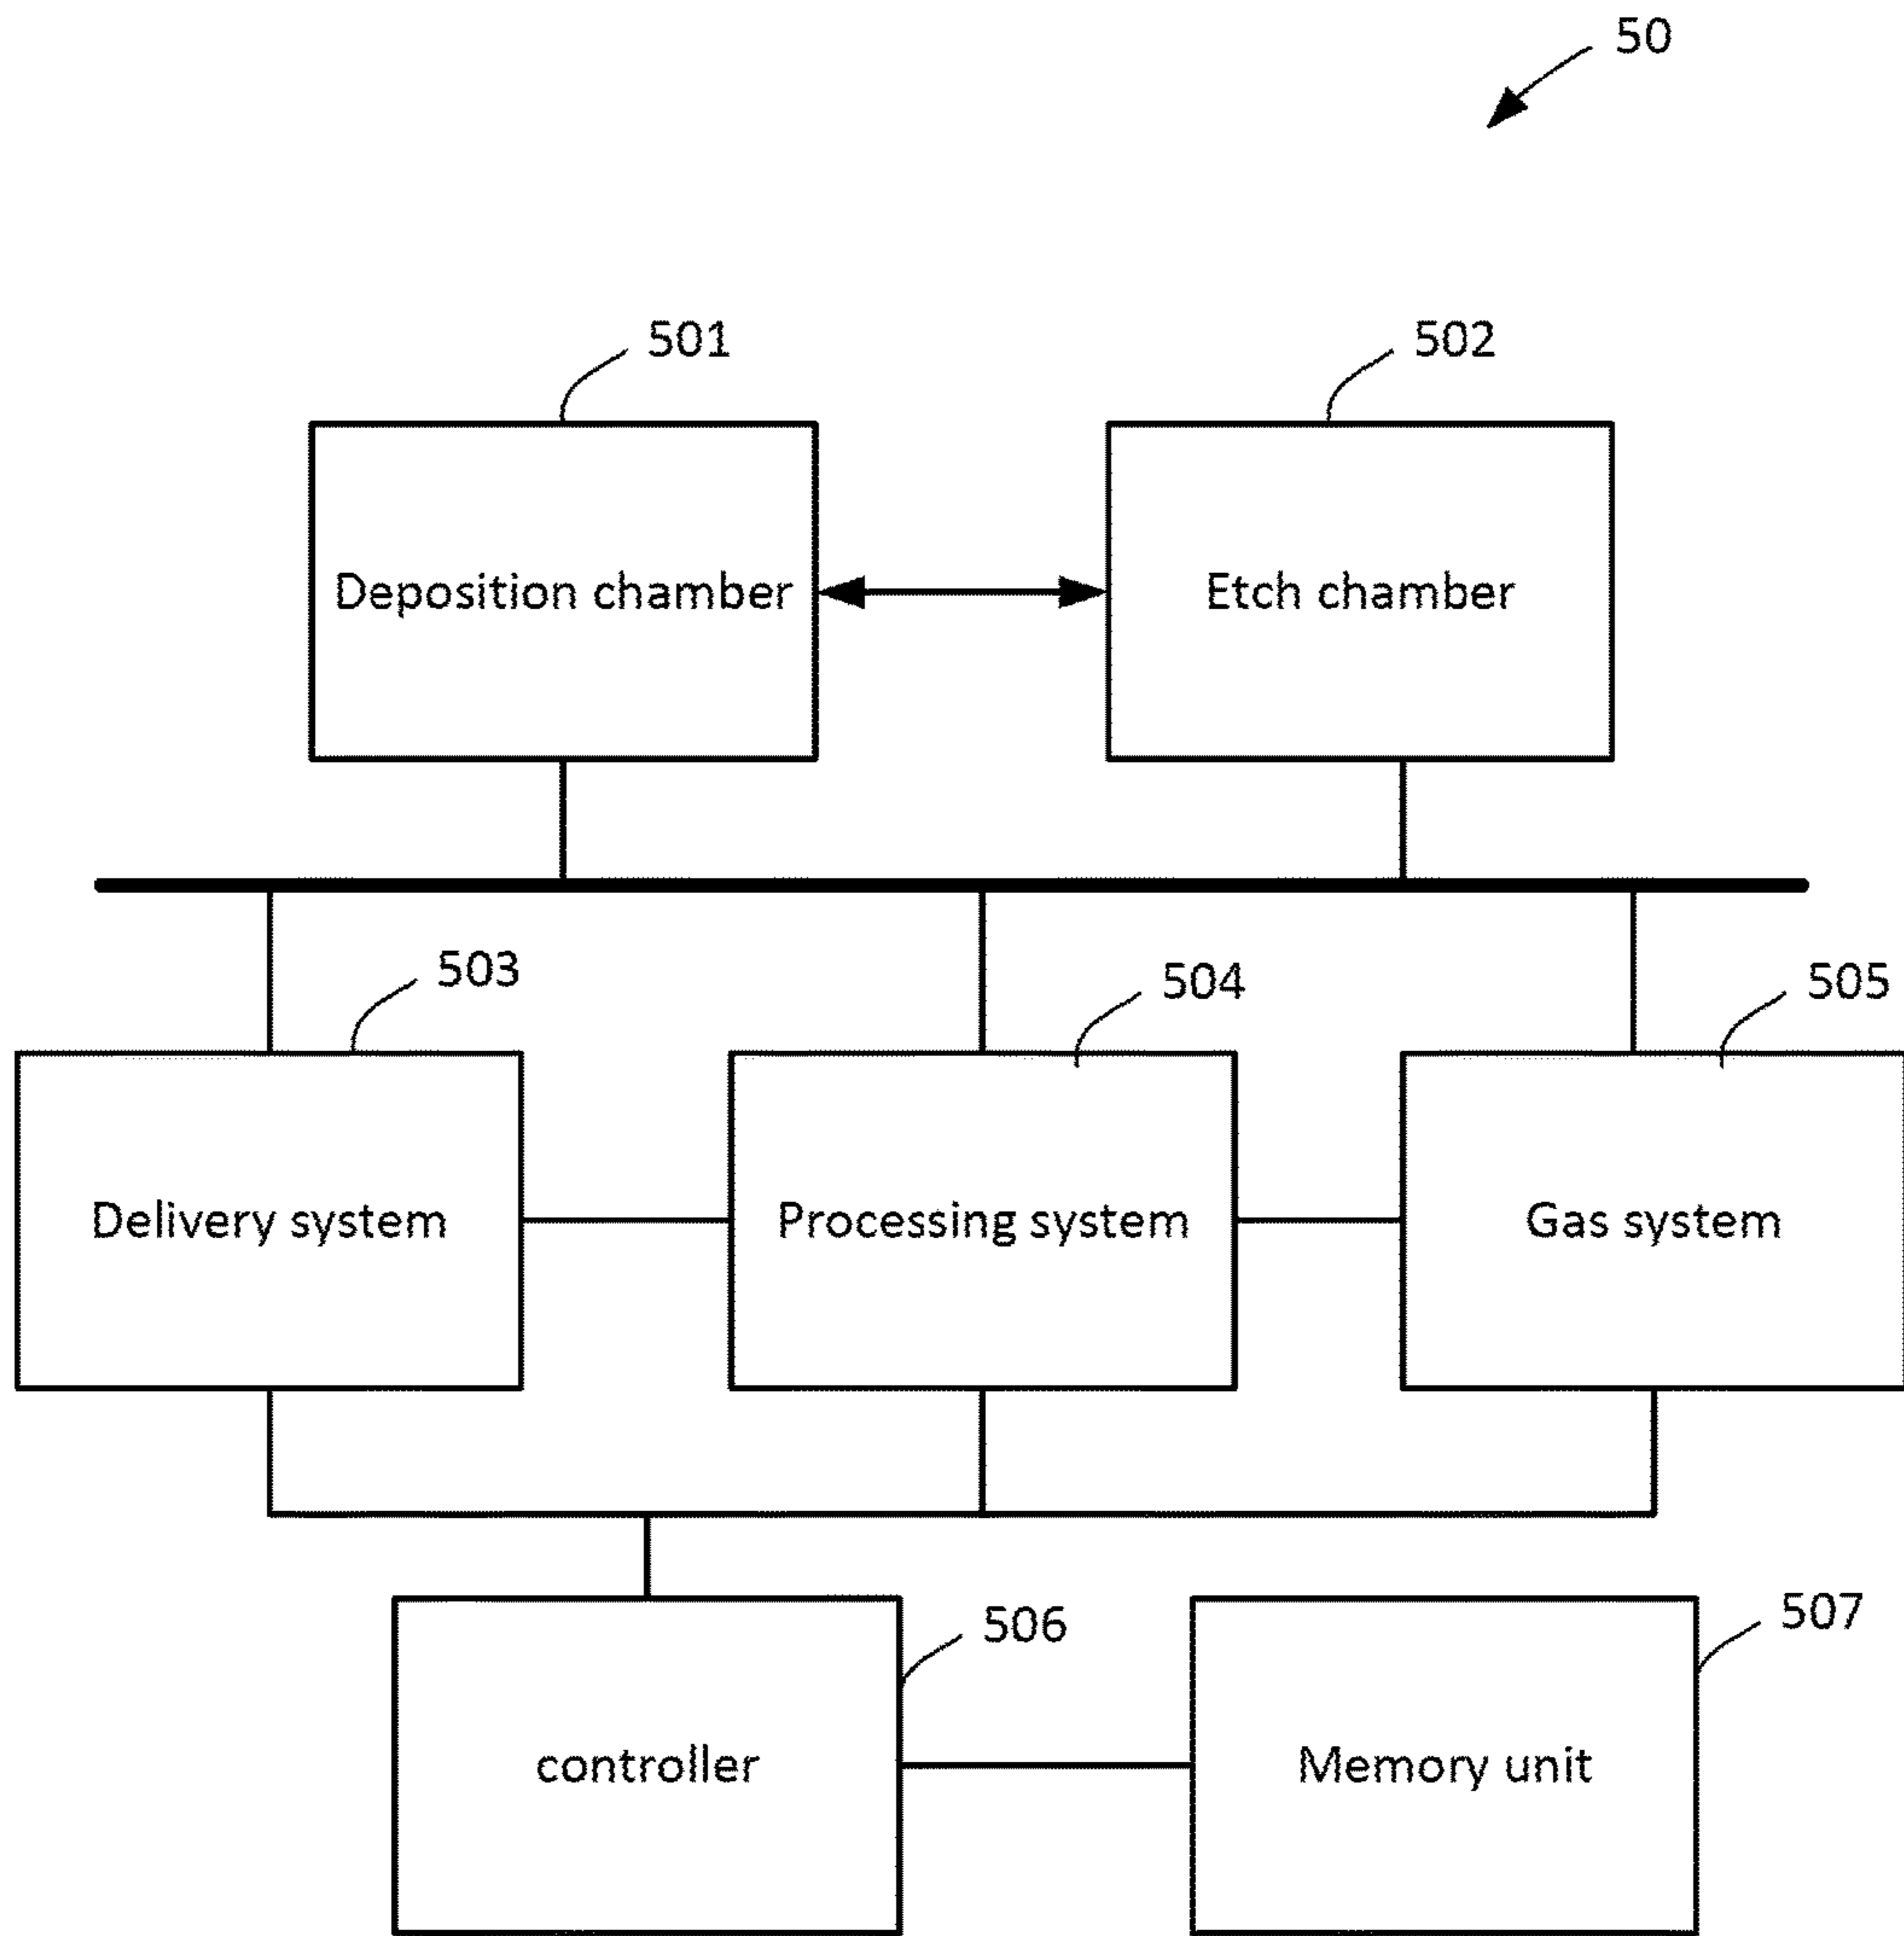 50
501
502
Deposition chamber
Etch chamber
503
504
505
Delivery system
Processing system
Gas system
506
507
controller
Memory unit